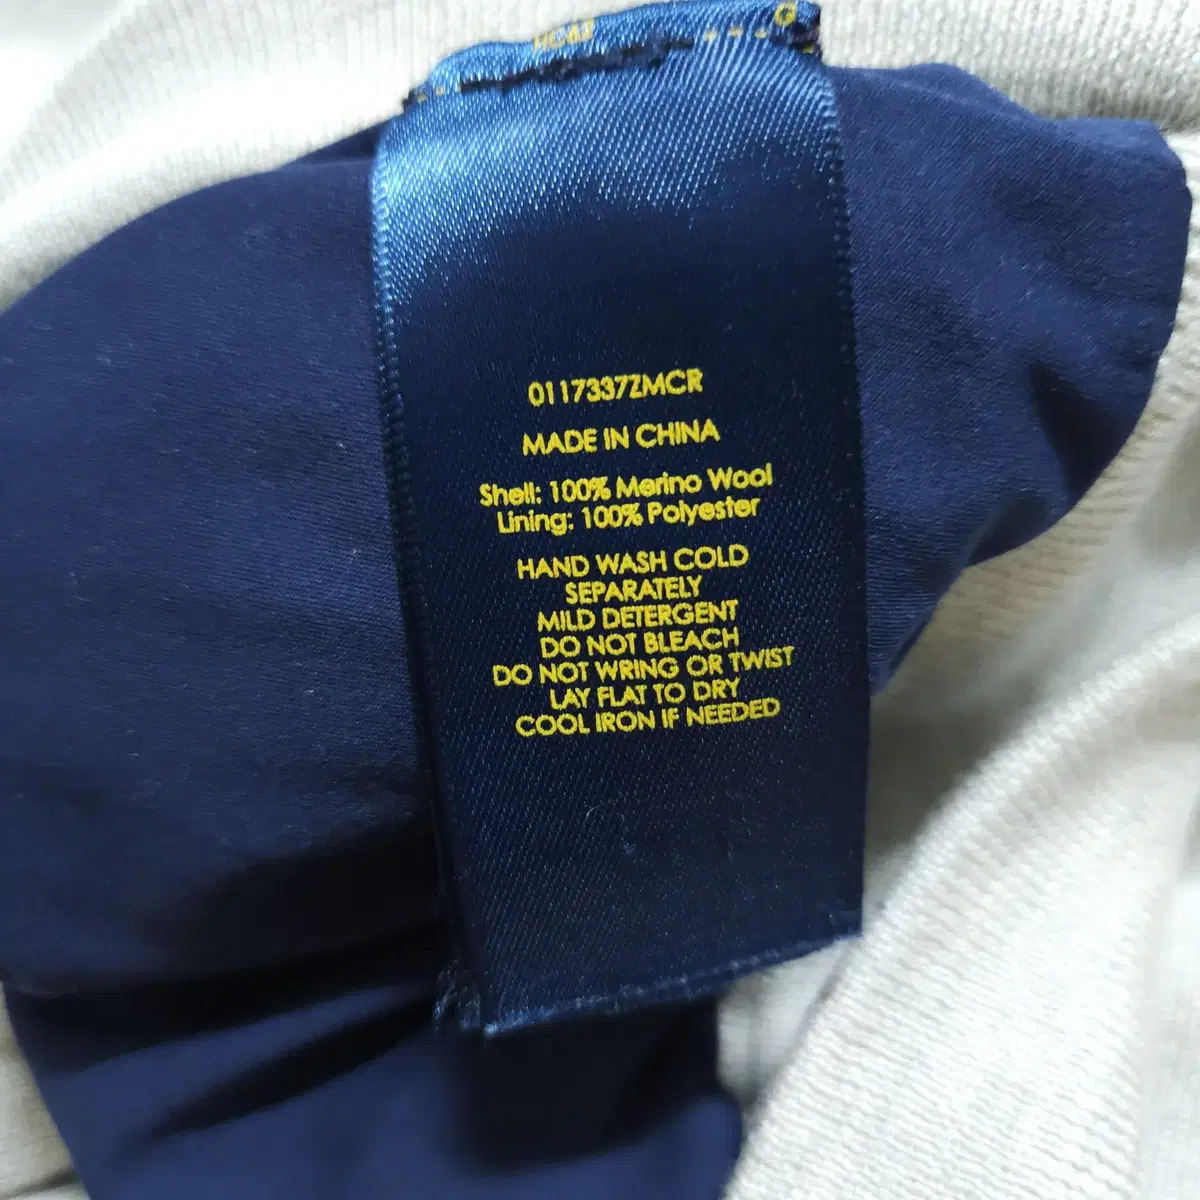 0117337ZMCR
MADE IN CHINA
Shell: 100% Merino Wool
Lining: 100% Polyester
HAND WASH COLD
SEPARATELY
MILD DETERGENT
DO NOT BLEACH
DO NOT WRING OR TWIST
LAY FLAT TO DRY
COOL IRON IF NEEDED